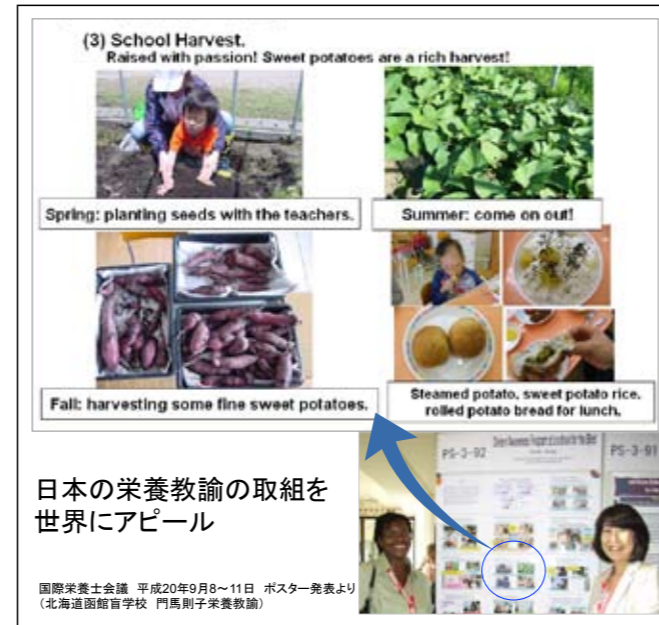 (3) School Harvest.
Raised with passion! Sweet potatoes are a rich harvest!
Spring: planting seeds with the teachers.
Summer: come on out!
Fall: harvesting some fine sweet potatoes.
Steamed potato, sweet potato rice,
rolled potato bread for lunch.
PS-3-92
PS-3-91
日本の栄養教諭の取組を
世界にアピール
国際栄養士会議 平成20年9月8～11日 ポスター発表より
（北海道函館盲学校 門馬則子栄養教諭）